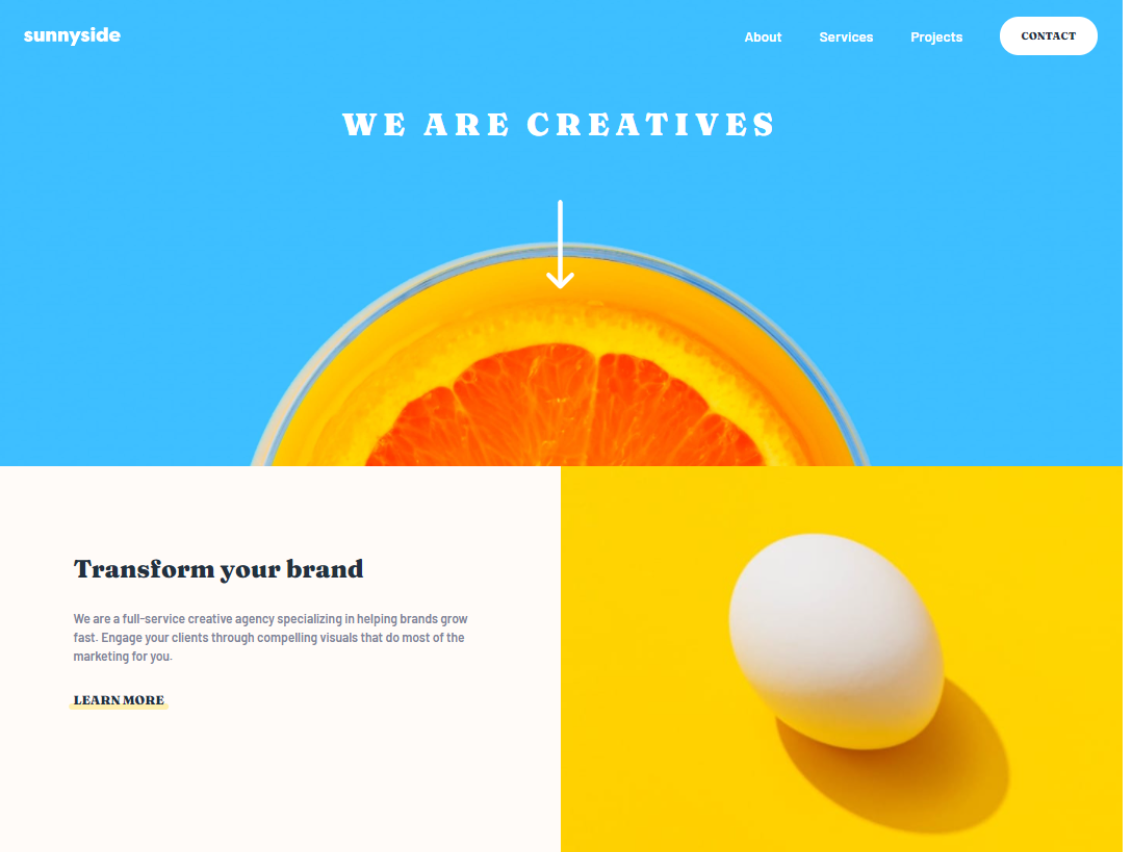 sunnyside
About Services Projects CONTACT
WE ARE CREATIVES
Transform your brand
We are a full-service creative agency specializing in helping brands grow
fast. Engage your clients through compelling visuals that do most of the
marketing for you.
LEARN MORE